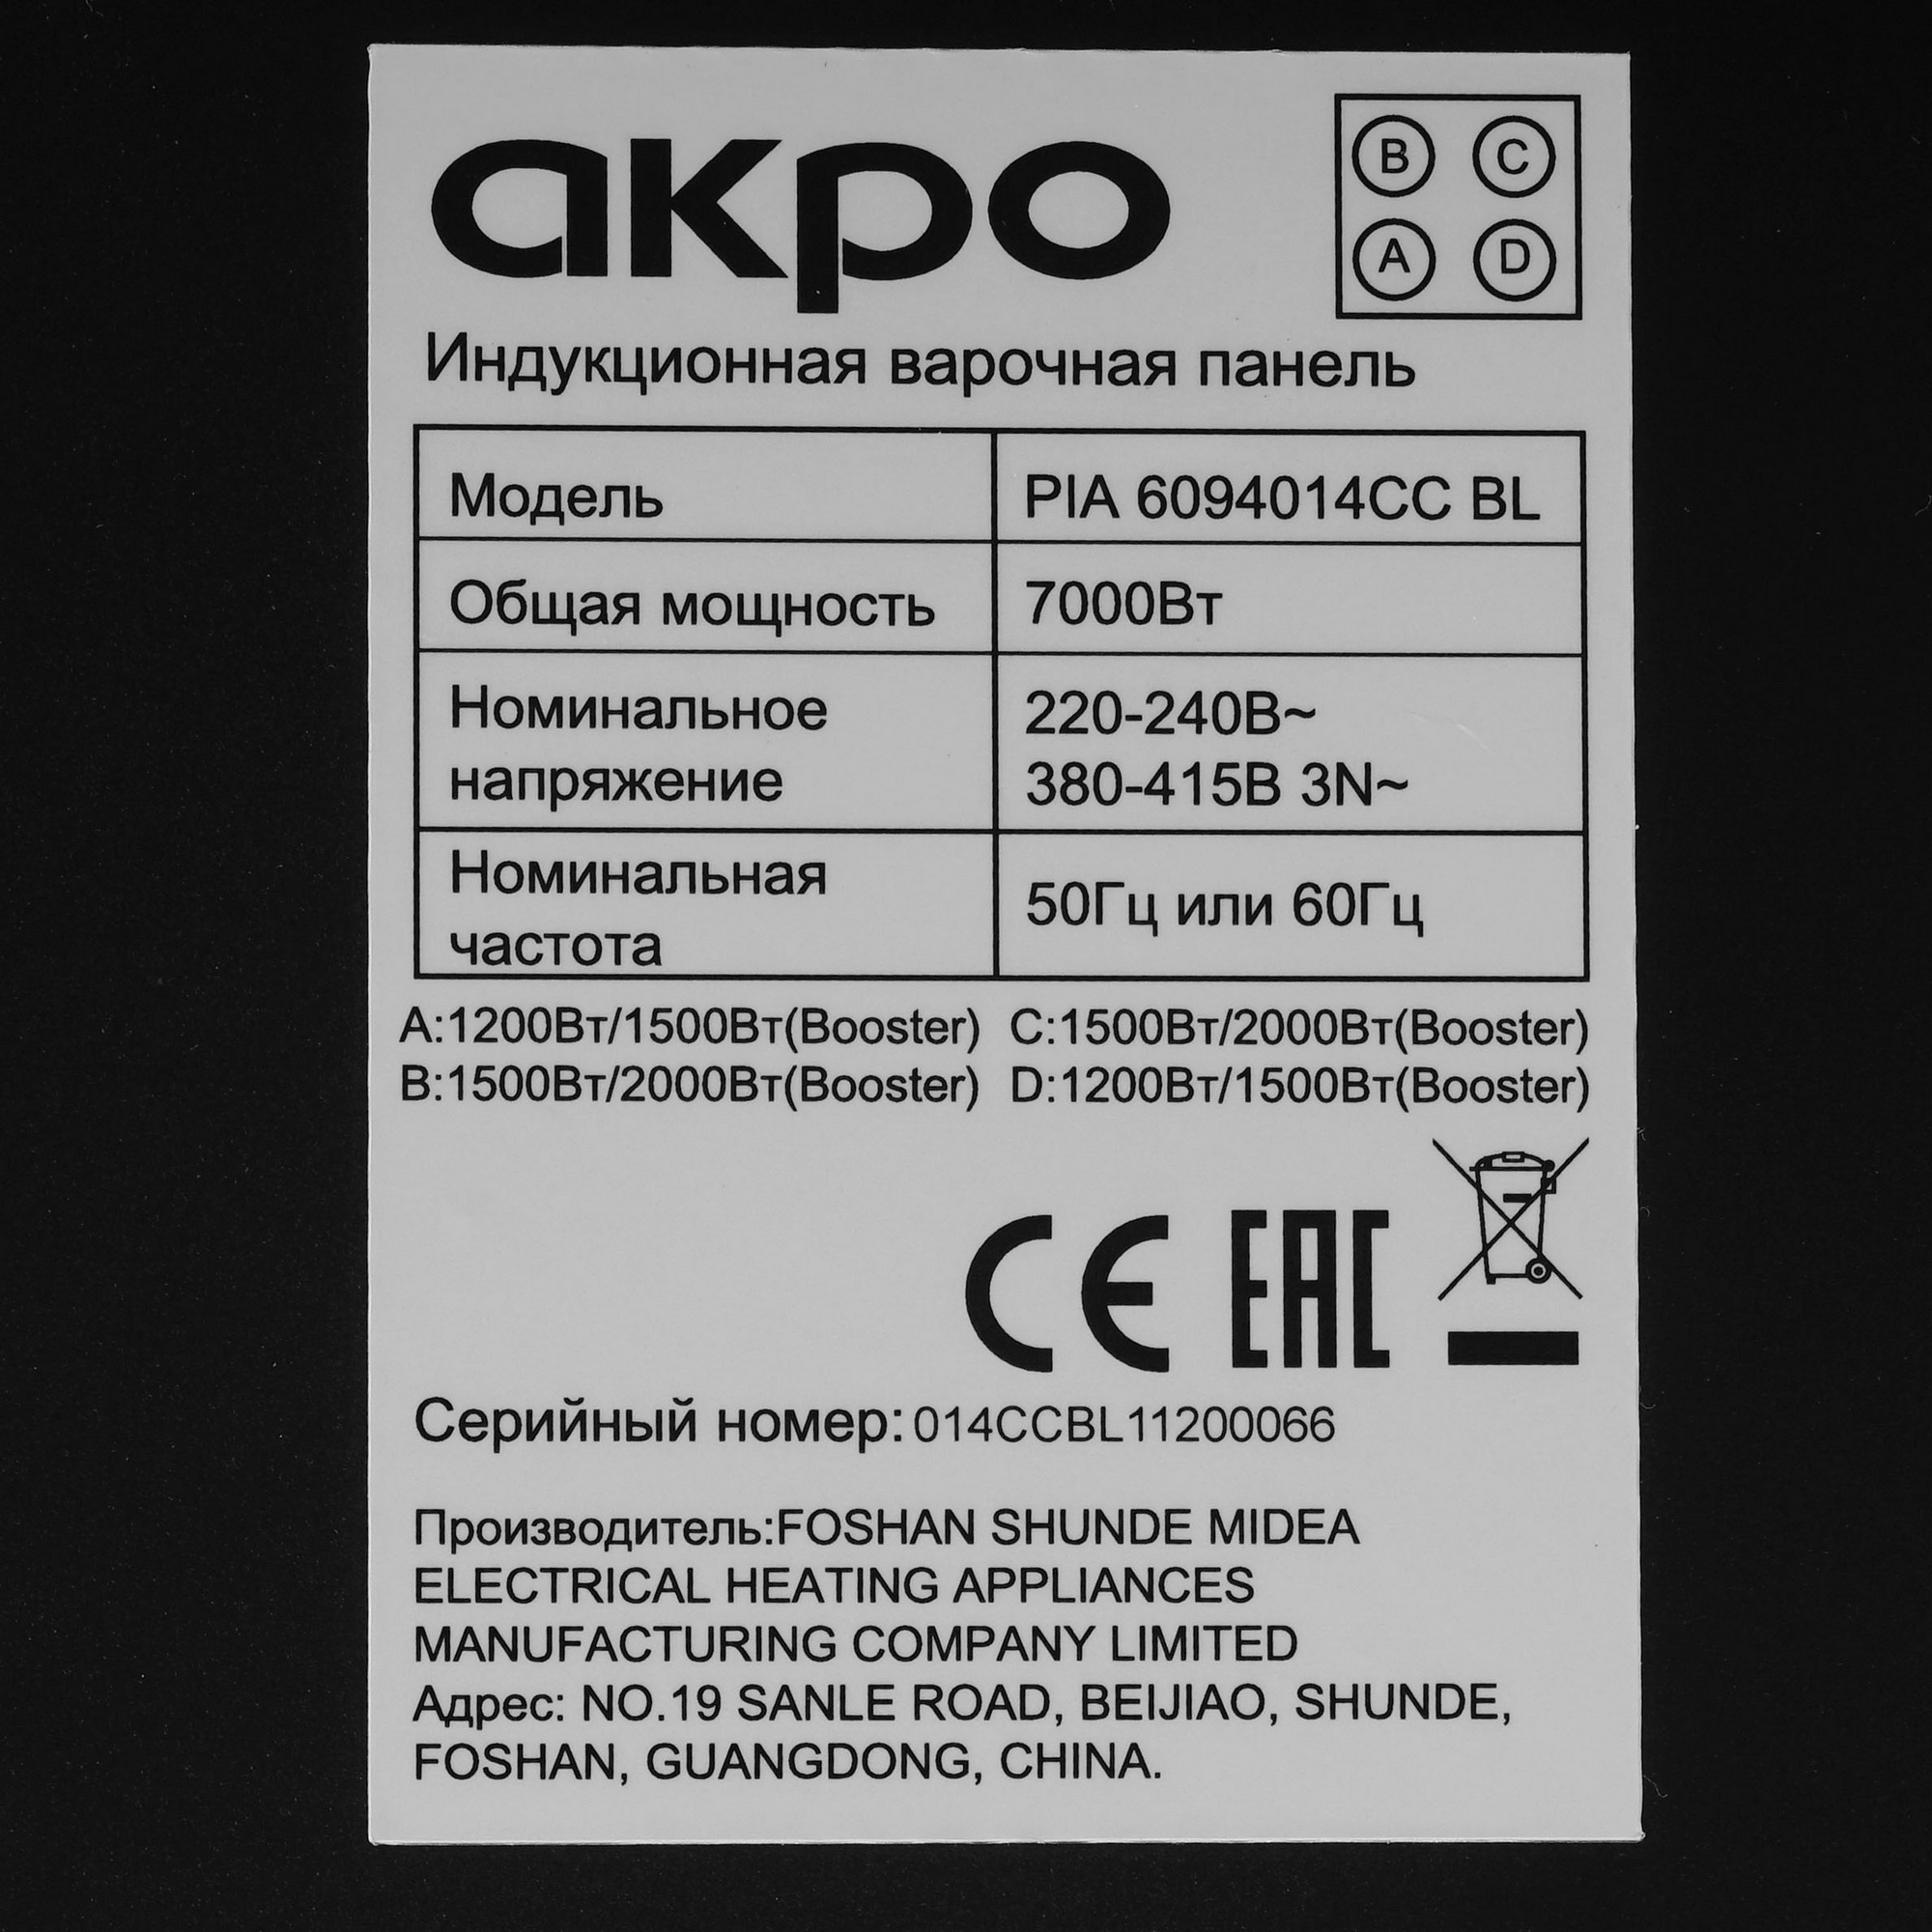 акро
B C
A D
Индукционная варочная панель
Модель PIA 6094014CC BL
Общая мощность 7000Вт
Номинальное
напряжение
220-240В~
380-415В 3N~
Номинальная
частота
50Гц или 60Гц
A:1200Вт/1500Вт(Booster) C:1500Вт/2000Вт(Booster)
B:1500Вт/2000Вт(Booster) D:1200Вт/1500Вт(Booster)
CE EAC
Серийный номер: 014CCBL11200066
Производитель:FOSHAN SHUNDE MIDEA
ELECTRICAL HEATING APPLIANCES
MANUFACTURING COMPANY LIMITED
Адрес: NO.19 SANLE ROAD, BEIJIAO, SHUNDE,
FOSHAN, GUANGDONG, CHINA.